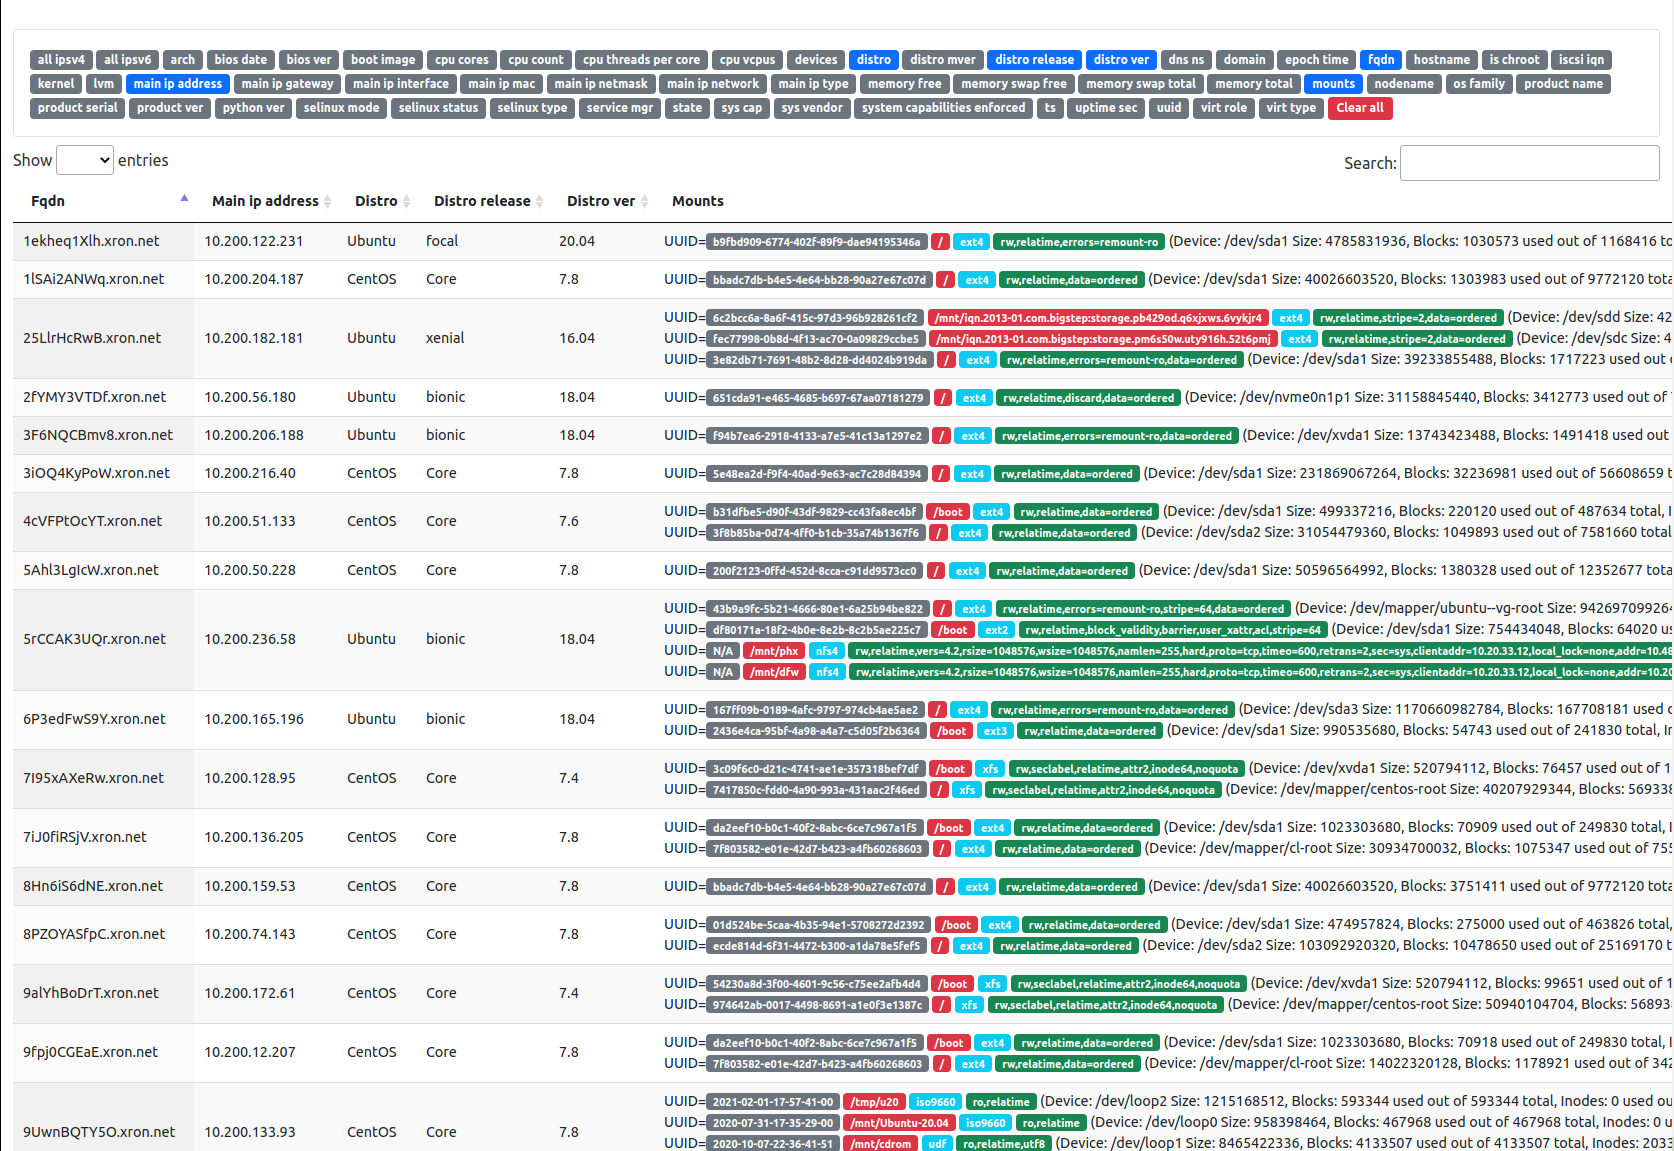 all ipsv4 all ipsv6 arch bios date bios ver boot image cpu cores cpu count cpu threads per core cpu vcpus devices distro distro mver distro release distro ver dns ns domain epoch time fqdn hostname is chroot iscsi iqn
kernel lvm main ip address main ip gateway main ip interface main ip mac main ip netmask main ip network main ip type memory free memory swap free memory swap total memory total mounts nodename os family product name
product serial product ver python ver selinux mode selinux status selinux type service mgr state sys cap sys vendor system capabilities enforced ts uptime sec uuid virt role virt type Clear all
Show entries Search:
Fqdn Main ip address Distro Distro release Distro ver Mounts
1ekheq1Xlh.xron.net 10.200.122.231 Ubuntu focal 20.04 UUID= b9fbd909-6774-402f-89f9-dae94195346a / ext4 rw,relatime,errors=remount-ro (Device: /dev/sda1 Size: 4785831936, Blocks: 1030573 used out of 1168416 to
1lSAi2ANWq.xron.net 10.200.204.187 CentOS Core 7.8 UUID= bbadc7db-b4e5-4e64-bb28-90a27e67c07d / ext4 rw,relatime,data=ordered (Device: /dev/sda1 Size: 40026603520, Blocks: 1303983 used out of 9772120 tota
UUID= 6c2bcc6a-8a6f-415c-97d3-96b928261cf2 /mnt/iqn.2013-01.com.bigstep:storage.pb429od.q6xjxws.6vykjr4 ext4 rw,relatime,stripe=2,data=ordered (Device: /dev/sdd Size: 42
25LlrHcRwB.xron.net 10.200.182.181 Ubuntu xenial 16.04 UUID= fec77998-0b8d-4f13-ac70-0a09829ccbe5 /mnt/iqn.2013-01.com.bigstep:storage.pm6s50w.uty916h.52t6pmj ext4 rw,relatime,stripe=2,data=ordered (Device: /dev/sdc Size: 4
UUID= 3e82db71-7691-48b2-8d28-dd4024b919da / ext4 rw,relatime,errors=remount-ro,data=ordered (Device: /dev/sda1 Size: 39233855488, Blocks: 1717223 used out
2fYMY3VTDf.xron.net 10.200.56.180 Ubuntu bionic 18.04 UUID= 651cda91-e465-4685-b697-67aa07181279 / ext4 rw,relatime,discard,data=ordered (Device: /dev/nvme0n1p1 Size: 31158845440, Blocks: 3412773 used out of
3F6NQCBmv8.xron.net 10.200.206.188 Ubuntu bionic 18.04 UUID= f94b7ea6-2918-4133-a7e5-41c13a1297e2 / ext4 rw,relatime,errors=remount-ro,data=ordered (Device: /dev/xvda1 Size: 13743423488, Blocks: 1491418 used out
3iOQ4KyPoW.xron.net 10.200.216.40 CentOS Core 7.8 UUID= 5e48ea2d-f9f4-40ad-9e63-ac7c28d84394 / ext4 rw,relatime,data=ordered (Device: /dev/sda1 Size: 231869067264, Blocks: 32236981 used out of 56608659 t
UUID= b31dfbe5-d90f-43df-9829-cc43fa8ec4bf /boot ext4 rw,relatime,data=ordered (Device: /dev/sda1 Size: 499337216, Blocks: 220120 used out of 487634 total, I
4cVFPtOcYT.xron.net 10.200.51.133 CentOS Core 7.6
UUID= 3f8b85ba-0d74-4ff0-b1cb-35a74b1367f6 / ext4 rw,relatime,data=ordered (Device: /dev/sda2 Size: 31054479360, Blocks: 1049893 used out of 7581660 total
5Ahl3LgIcW.xron.net 10.200.50.228 CentOS Core 7.8 UUID= 200f2123-0ffd-452d-8cca-c91dd9573cc0 / ext4 rw,relatime,data=ordered (Device: /dev/sda1 Size: 50596564992, Blocks: 1380328 used out of 12352677 tota
UUID= 43b9a9fc-5b21-4666-80e1-6a25b94be822 / ext4 rw,relatime,errors=remount-ro,stripe=64,data=ordered (Device: /dev/mapper/ubuntu--vg-root Size: 942697099264
UUID= df80171a-18f2-4b0e-8e2b-8c2b5ae225c7 /boot ext2 rw,relatime,block_validity,barrier,user_xattr,acl,stripe=64 (Device: /dev/sda1 Size: 754434048, Blocks: 64020 us
5rCCAK3UQr.xron.net 10.200.236.58 Ubuntu bionic 18.04
UUID= N/A /mnt/phx nfs4 rw,relatime,vers=4.2,rsize=1048576,wsize=1048576,namlen=255,hard,proto=tcp,timeo=600,retrans=2,sec=sys,clientaddr=10.20.33.12,local_lock=none,addr=10.48
UUID= N/A /mnt/dfw nfs4 rw,relatime,vers=4.2,rsize=1048576,wsize=1048576,namlen=255,hard,proto=tcp,timeo=600,retrans=2,sec=sys,clientaddr=10.20.33.12,local_lock=none,addr=10.20
UUID= 167ff09b-0189-4afc-9797-974cb4ae5ae2 / ext4 rw,relatime,errors=remount-ro,data=ordered (Device: /dev/sda3 Size: 1170660982784, Blocks: 167708181 used
6P3edFwS9Y.xron.net 10.200.165.196 Ubuntu bionic 18.04
UUID= 2436e4ca-95bf-4a98-a4a7-c5d05f2b6364 /boot ext3 rw,relatime,data=ordered (Device: /dev/sda1 Size: 990535680, Blocks: 54743 used out of 241830 total, I
UUID= 3c09f6c0-d21c-4741-ae1e-357318bef7df /boot xfs rw,seclabel,relatime,attr2,inode64,noquota (Device: /dev/xvda1 Size: 520794112, Blocks: 76457 used out of 1
7I95xAXeRw.xron.net 10.200.128.95 CentOS Core 7.4
UUID= 7417850c-fdd0-4a90-993a-431aac2f46ed / xfs rw,seclabel,relatime,attr2,inode64,noquota (Device: /dev/mapper/centos-root Size: 40207929344, Blocks: 569338
UUID= da2eef10-b0c1-40f2-8abc-6ce7c967a1f5 /boot ext4 rw,relatime,data=ordered (Device: /dev/sda1 Size: 1023303680, Blocks: 70909 used out of 249830 total, I
7iJ0fiRSjV.xron.net 10.200.136.205 CentOS Core 7.8
UUID= 7f803582-e01e-42d7-b423-a4fb60268603 / ext4 rw,relatime,data=ordered (Device: /dev/mapper/cl-root Size: 30934700032, Blocks: 1075347 used out of 755
8Hn6iS6dNE.xron.net 10.200.159.53 CentOS Core 7.8 UUID= bbadc7db-b4e5-4e64-bb28-90a27e67c07d / ext4 rw,relatime,data=ordered (Device: /dev/sda1 Size: 40026603520, Blocks: 3751411 used out of 9772120 tota
UUID= 01d524be-5caa-4b35-94e1-5708272d2392 /boot ext4 rw,relatime,data=ordered (Device: /dev/sda1 Size: 474957824, Blocks: 275000 used out of 463826 total,
8PZOYASfpC.xron.net 10.200.74.143 CentOS Core 7.8
UUID= ecde814d-6f31-4472-b300-a1da78e5fef5 / ext4 rw,relatime,data=ordered (Device: /dev/sda2 Size: 103092920320, Blocks: 10478650 used out of 25169170 t
UUID= 54230a8d-3f00-4601-9c56-c75ee2afb4d4 /boot xfs rw,seclabel,relatime,attr2,inode64,noquota (Device: /dev/xvda1 Size: 520794112, Blocks: 99651 used out of 1
9alYhBoDrT.xron.net 10.200.172.61 CentOS Core 7.4
UUID= 974642ab-0017-4498-8691-a1e0f3e1387c / xfs rw,seclabel,relatime,attr2,inode64,noquota (Device: /dev/mapper/centos-root Size: 50940104704, Blocks: 56893
UUID= da2eef10-b0c1-40f2-8abc-6ce7c967a1f5 /boot ext4 rw,relatime,data=ordered (Device: /dev/sda1 Size: 1023303680, Blocks: 70918 used out of 249830 total, I
9fpj0CGEaE.xron.net 10.200.12.207 CentOS Core 7.8
UUID= 7f803582-e01e-42d7-b423-a4fb60268603 / ext4 rw,relatime,data=ordered (Device: /dev/mapper/cl-root Size: 14022320128, Blocks: 1178921 used out of 342
UUID= 2021-02-01-17-57-41-00 /tmp/u20 iso9660 ro,relatime (Device: /dev/loop2 Size: 1215168512, Blocks: 593344 used out of 593344 total, Inodes: 0 used ou
UUID= 2020-07-31-17-35-29-00 /mnt/Ubuntu-20.04 iso9660 ro,relatime (Device: /dev/loop0 Size: 958398464, Blocks: 467968 used out of 467968 total, Inodes: 0 u
9UwnBQTY5O.xron.net 10.200.133.93 CentOS Core 7.8
UUID= 2020-10-07-22-36-41-51 /mnt/cdrom udf ro,relatime,utf8 (Device: /dev/loop1 Size: 8465422336, Blocks: 4133507 used out of 4133507 total, Inodes: 2033